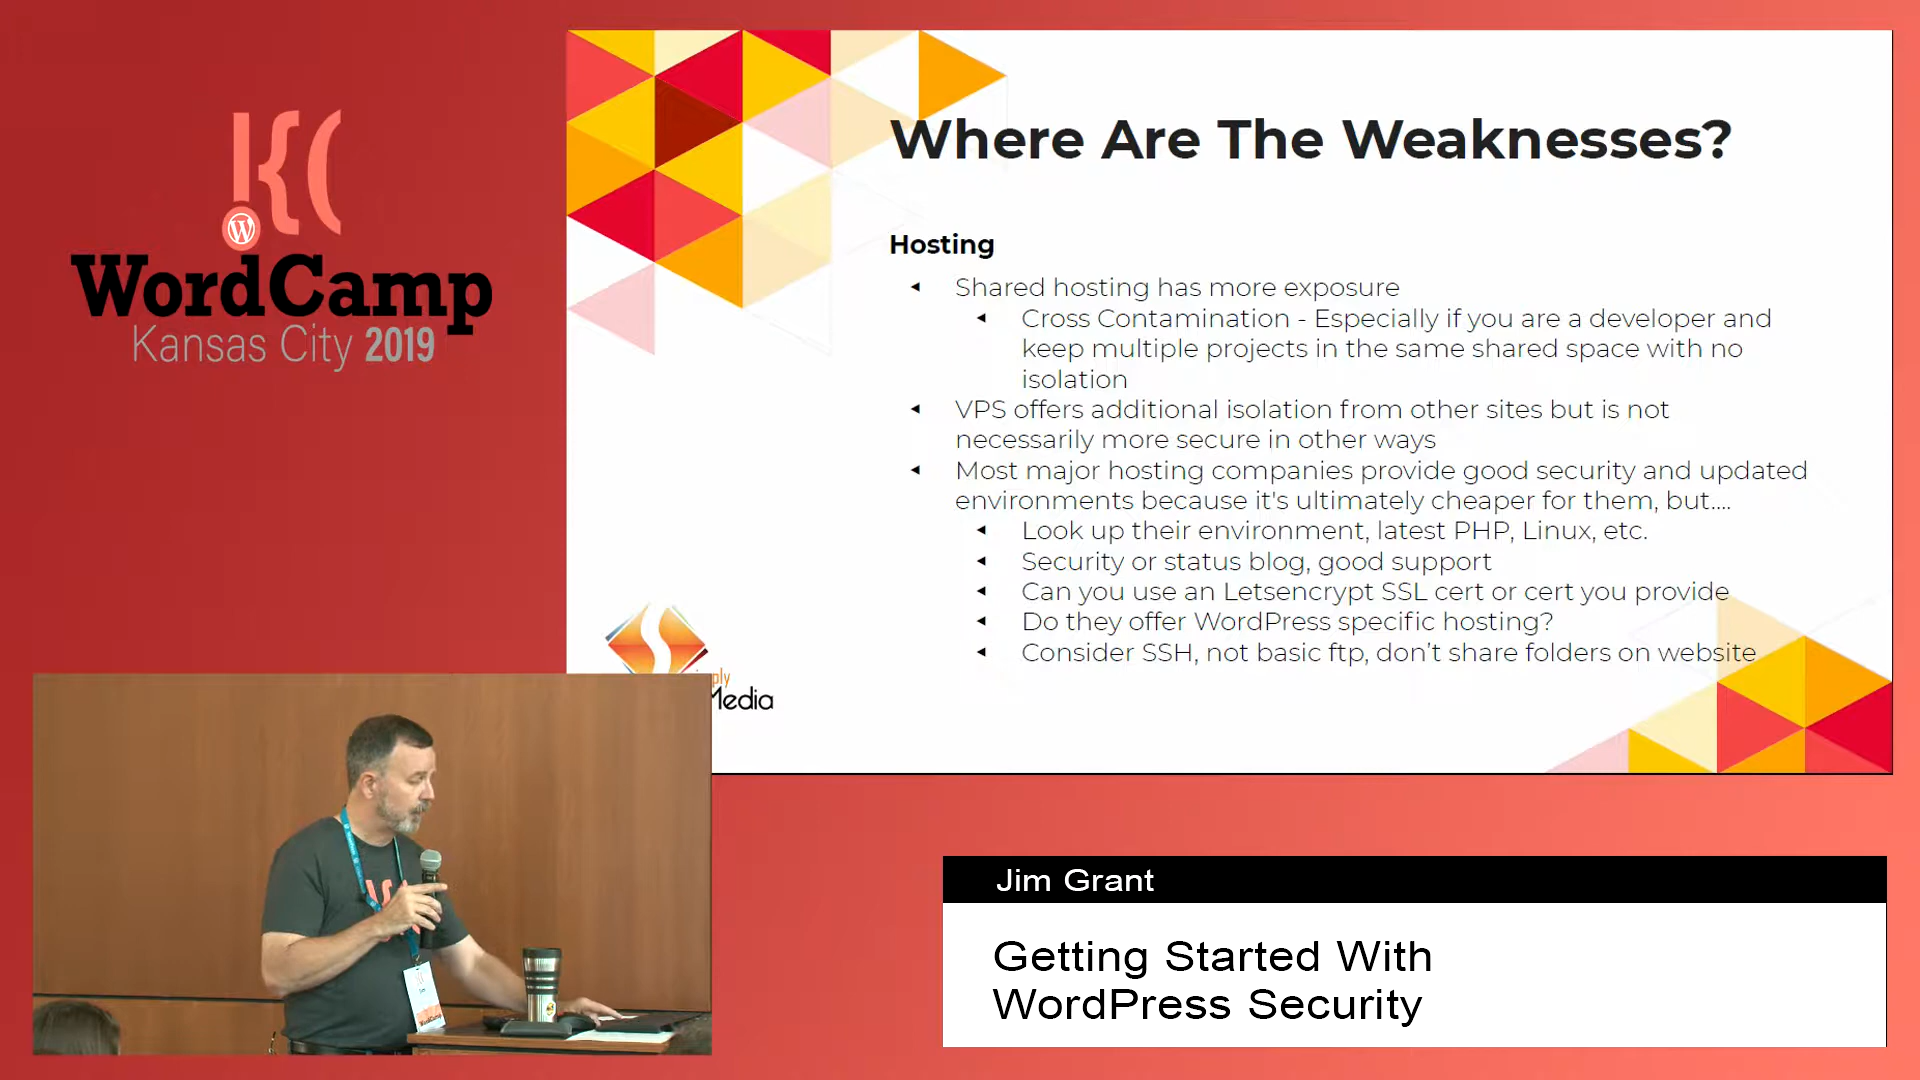 WordCamp
Kansas City 2019
Where Are The Weaknesses?
Hosting
Shared hosting has more exposure
Cross Contamination - Especially if you are a developer and
keep multiple projects in the same shared space with no
isolation
VPS offers additional isolation from other sites but is not
necessarily more secure in other ways
Most major hosting companies provide good security and updated
environments because it's ultimately cheaper for them, but....
Look up their environment, latest PHP, Linux, etc.
Security or status blog, good support
Can you use an Letsencrypt SSL cert or cert you provide
Do they offer WordPress specific hosting?
Consider SSH, not basic ftp, don't share folders on website
ply
Media
WordCamp
Jim Grant
Getting Started With
WordPress Security